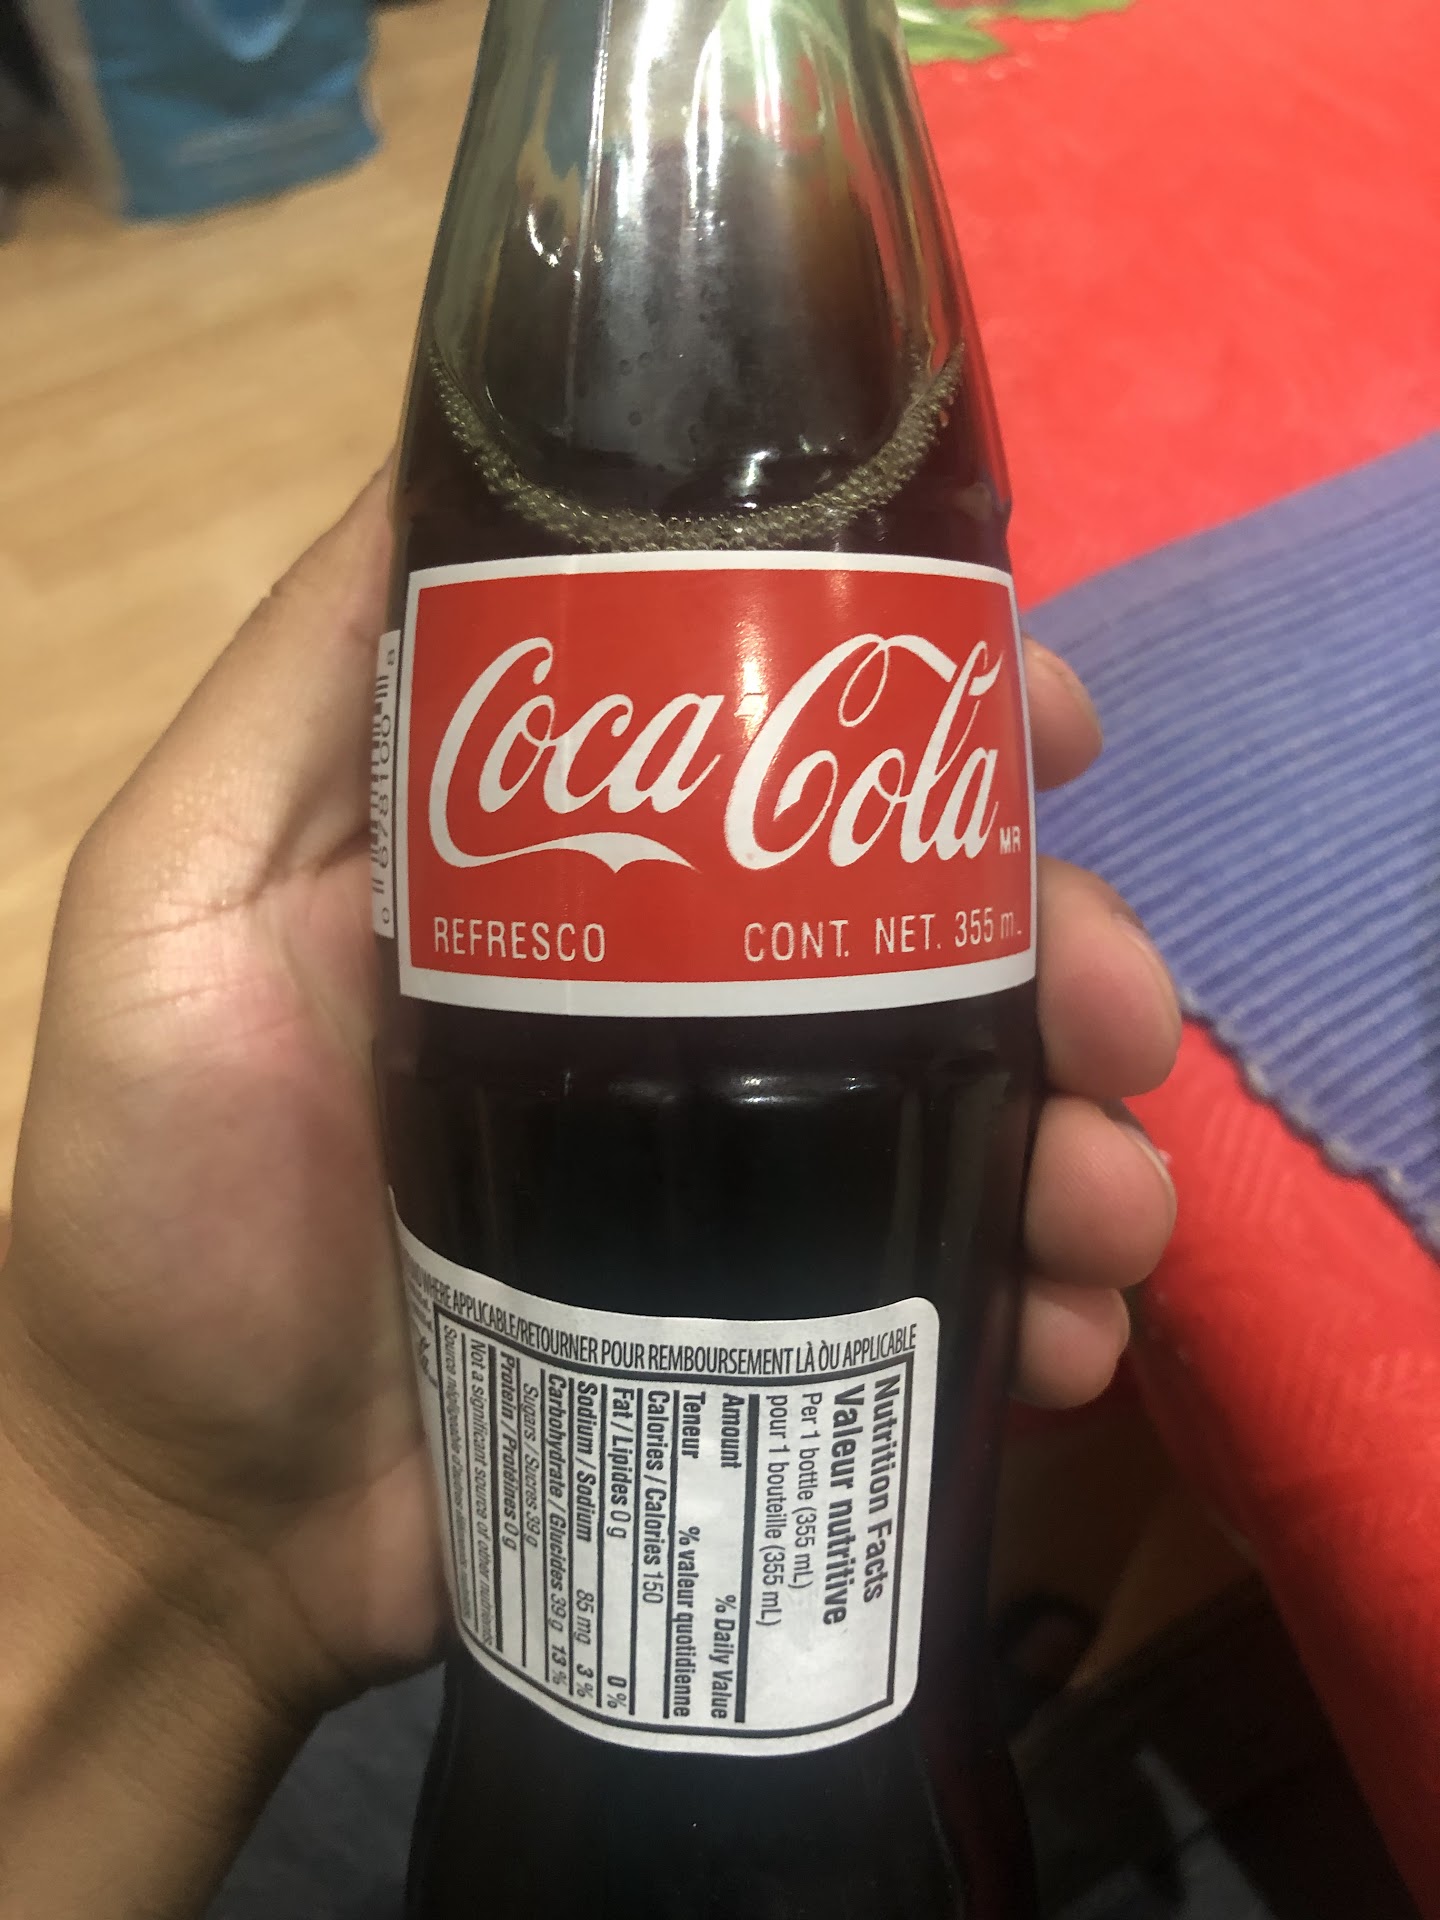 Coca-Cola
MR
REFRESCO CONT. NET. 355 m
WHERE APPLICABLE/RETOURNER POUR REMBOURSEMENT LÀ OÙ APPLICABLE
Nutrition Facts
Valeur nutritive
Per 1 bottle (355 mL)
pour 1 bouteille (355 mL)
Amount % Daily Value
Teneur % valeur quotidienne
Calories / Calories 150
Fat / Lipides 0 g 0 %
Sodium / Sodium 85 mg 3 %
Carbohydrate / Glucides 39 g 13 %
Sugars / Sucres 39 g
Protein / Protéines 0 g
Not a significant source of other nutrients.
Source négligeable d'autres